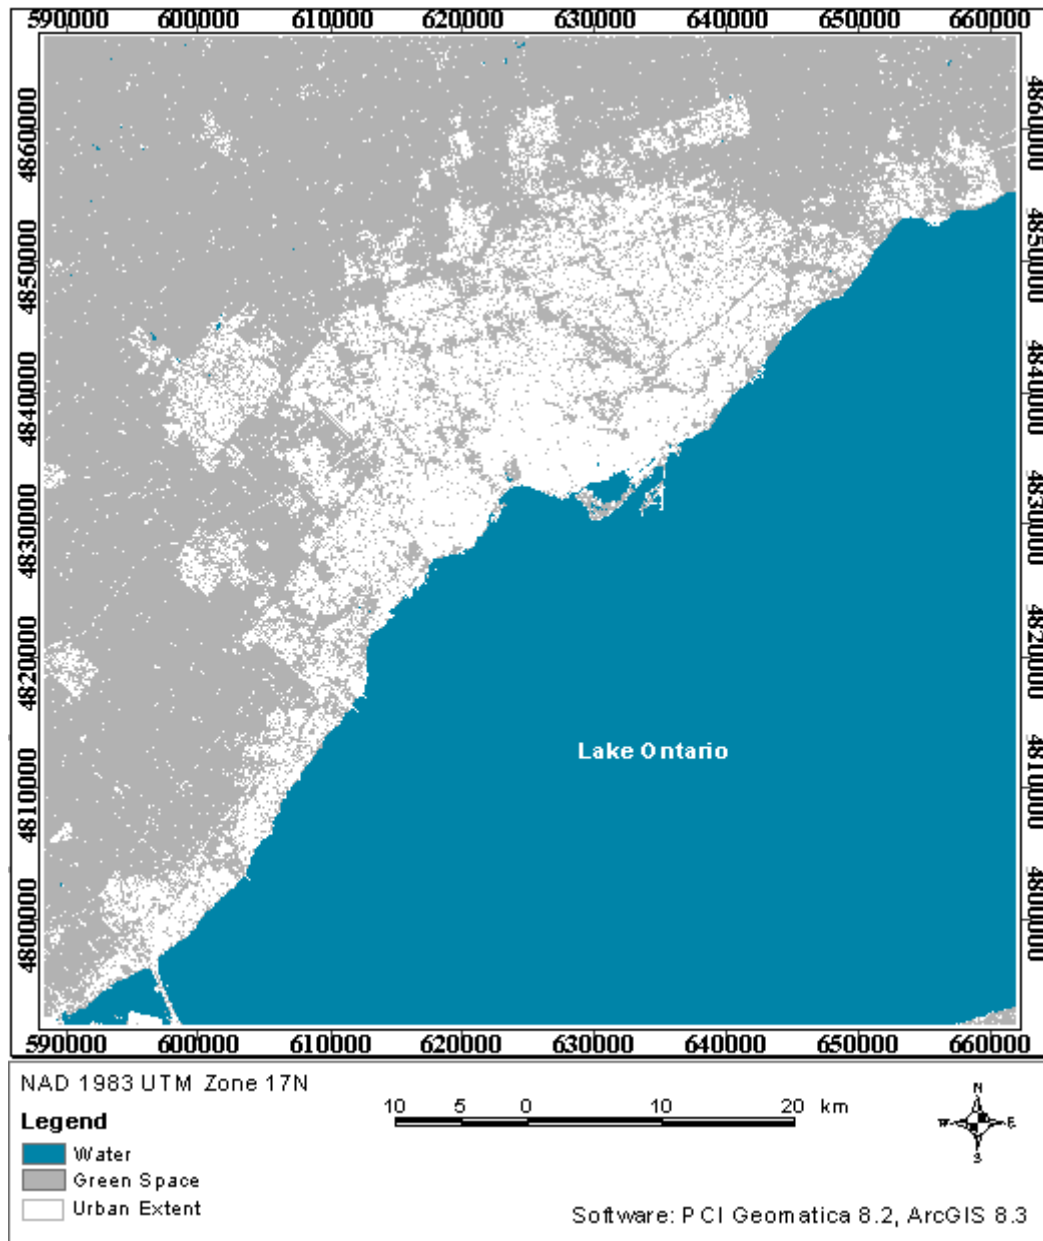 590000 600000 610000 620000 630000 640000 650000 660000
4860000 4860000
4850000 4850000
4840000 4840000
4830000 4830000
4820000 4820000
Lake Ontario
4810000 4810000
4800000 4800000
590000 600000 610000 620000 630000 640000 650000 660000
NAD 1983 UTM Zone 17N
10 5 0 10 20 km
N
W E
S
Legend
Water
Green Space
Urban Extent
Software: PCI Geomatica 8.2, ArcGIS 8.3